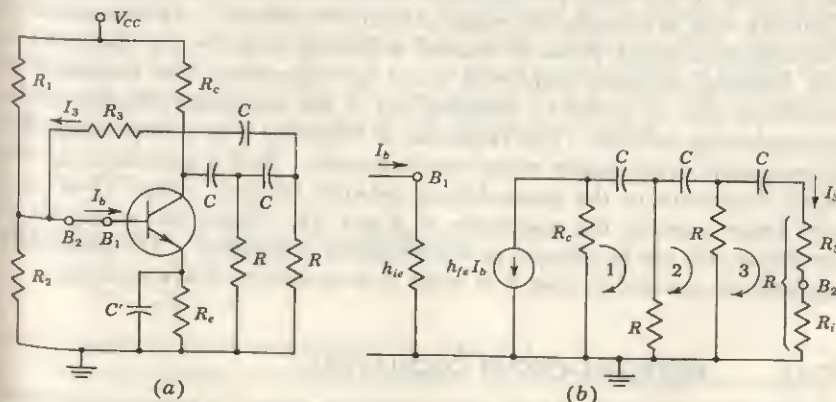 V_cc
R_1
R_c
I_3
R_3
C
I_b
C
C
B_2
B_1
R_2
R
R
C'
R_e
(a)
I_b
B_1
h_ie
h_fe I_b
C
C
C
R_c
1
R
2
R
3
I_3
R
R_3
B_2
R_i
(b)